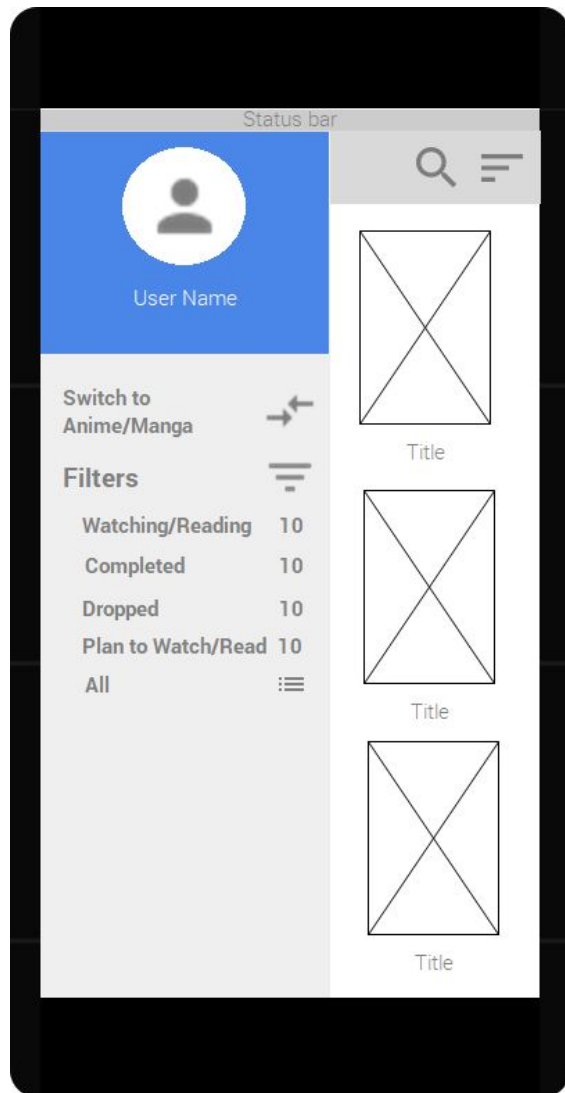 Status bar
User Name
Switch to
Anime/Manga
Filters
Watching/Reading 10
Completed 10
Dropped 10
Plan to Watch/Read 10
All
Title
Title
Title